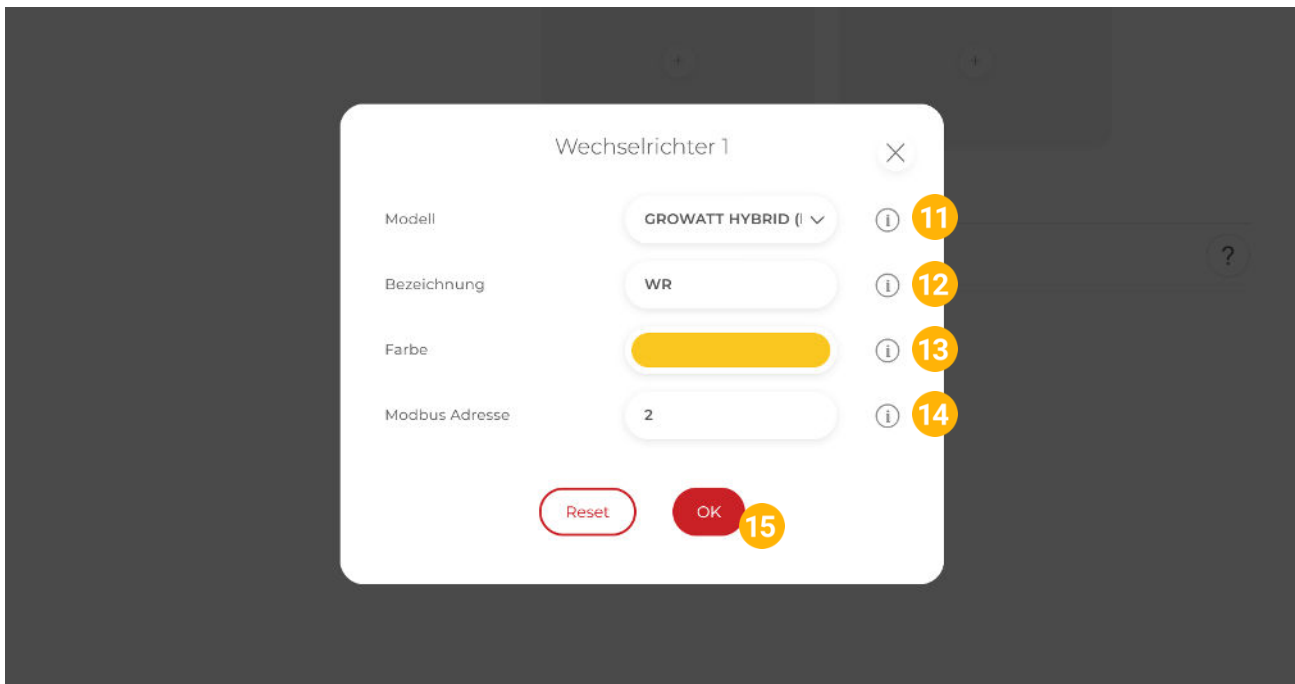 + +
Wechselrichter 1
Modell GROWATT HYBRID ( i 11
?
Bezeichnung WR i 12
Farbe i 13
Modbus Adresse 2 i 14
Reset OK 15